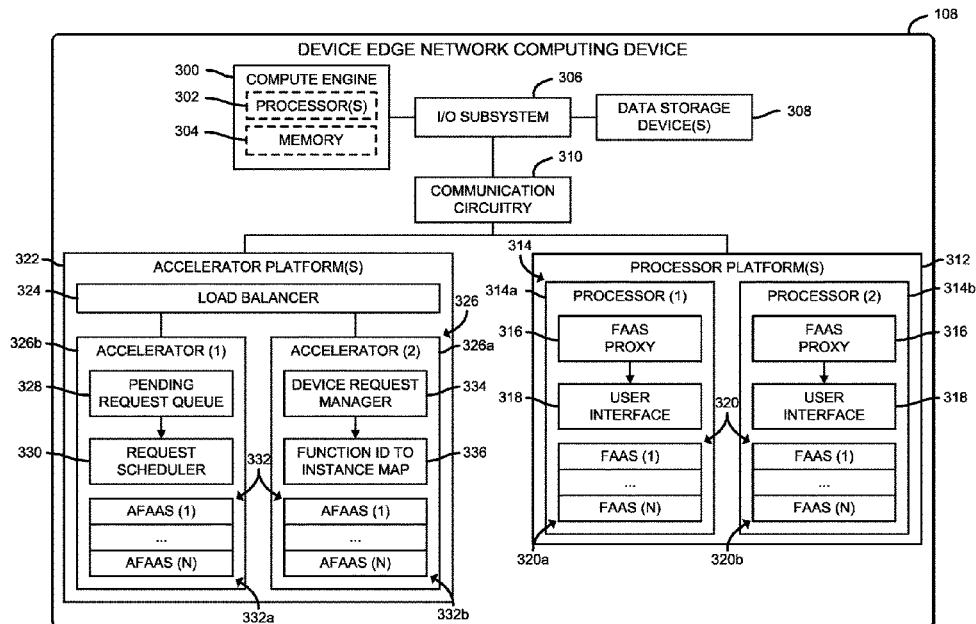 108
DEVICE EDGE NETWORK COMPUTING DEVICE
300
COMPUTE ENGINE
302
PROCESSOR(S)
304
MEMORY
306
I/O SUBSYSTEM
DATA STORAGE
DEVICE(S)
308
310
COMMUNICATION
CIRCUITRY
322
ACCELERATOR PLATFORM(S)
324
LOAD BALANCER
326
326b
ACCELERATOR (1)
328
PENDING
REQUEST QUEUE
330
REQUEST
SCHEDULER
332
AFAAS (1)
...
AFAAS (N)
332a
ACCELERATOR (2)
326a
DEVICE REQUEST
MANAGER
334
FUNCTION ID TO
INSTANCE MAP
336
AFAAS (1)
...
AFAAS (N)
332b
314
PROCESSOR PLATFORM(S)
312
314a
PROCESSOR (1)
316
FAAS
PROXY
318
USER
INTERFACE
320
FAAS (1)
...
FAAS (N)
320a
PROCESSOR (2)
314b
FAAS
PROXY
316
USER
INTERFACE
318
FAAS (1)
...
FAAS (N)
320b